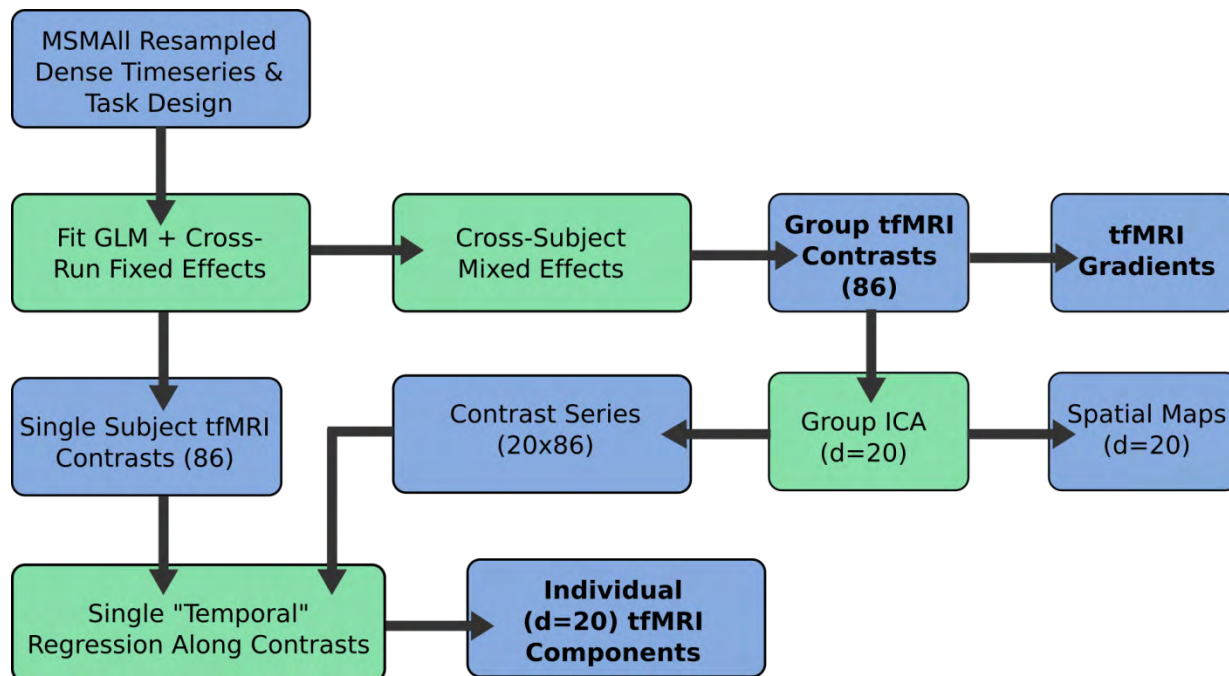 MSMAll Resampled
Dense Timeseries &
Task Design
Fit GLM + Cross-
Run Fixed Effects
Cross-Subject
Mixed Effects
Group tfMRI
Contrasts
(86)
tfMRI
Gradients
Single Subject tfMRI
Contrasts (86)
Contrast Series
(20x86)
Group ICA
(d=20)
Spatial Maps
(d=20)
Single "Temporal"
Regression Along Contrasts
Individual
(d=20) tfMRI
Components